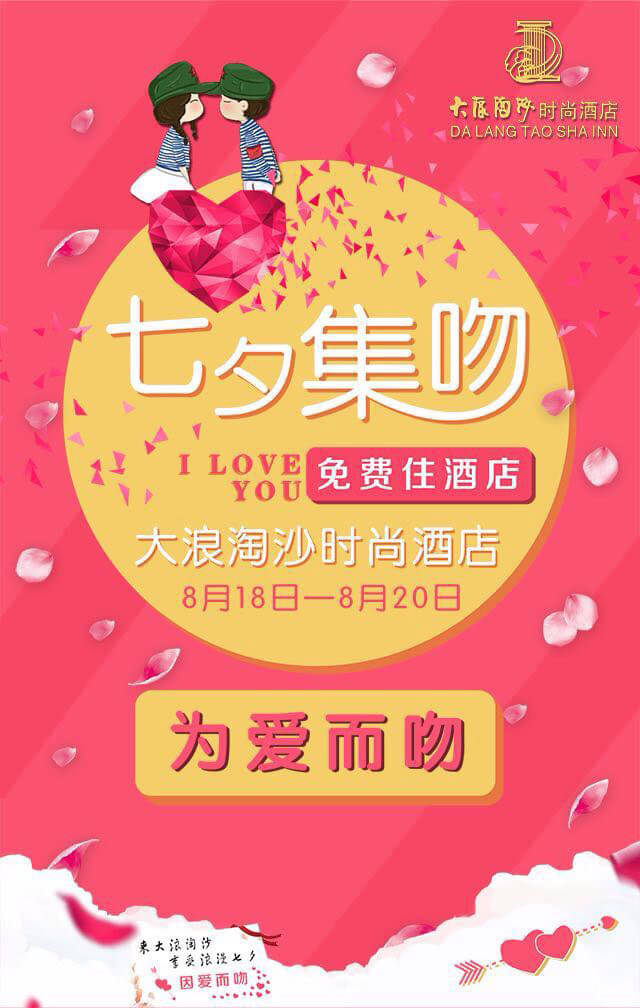 大浪淘沙时尚酒店
DA LANG TAO SHA INN
七夕集吻
I LOVE
YOU
免费住酒店
大浪淘沙时尚酒店
8月18日—8月20日
为爱而吻
来大浪淘沙
享受浪漫七夕
因爱而吻